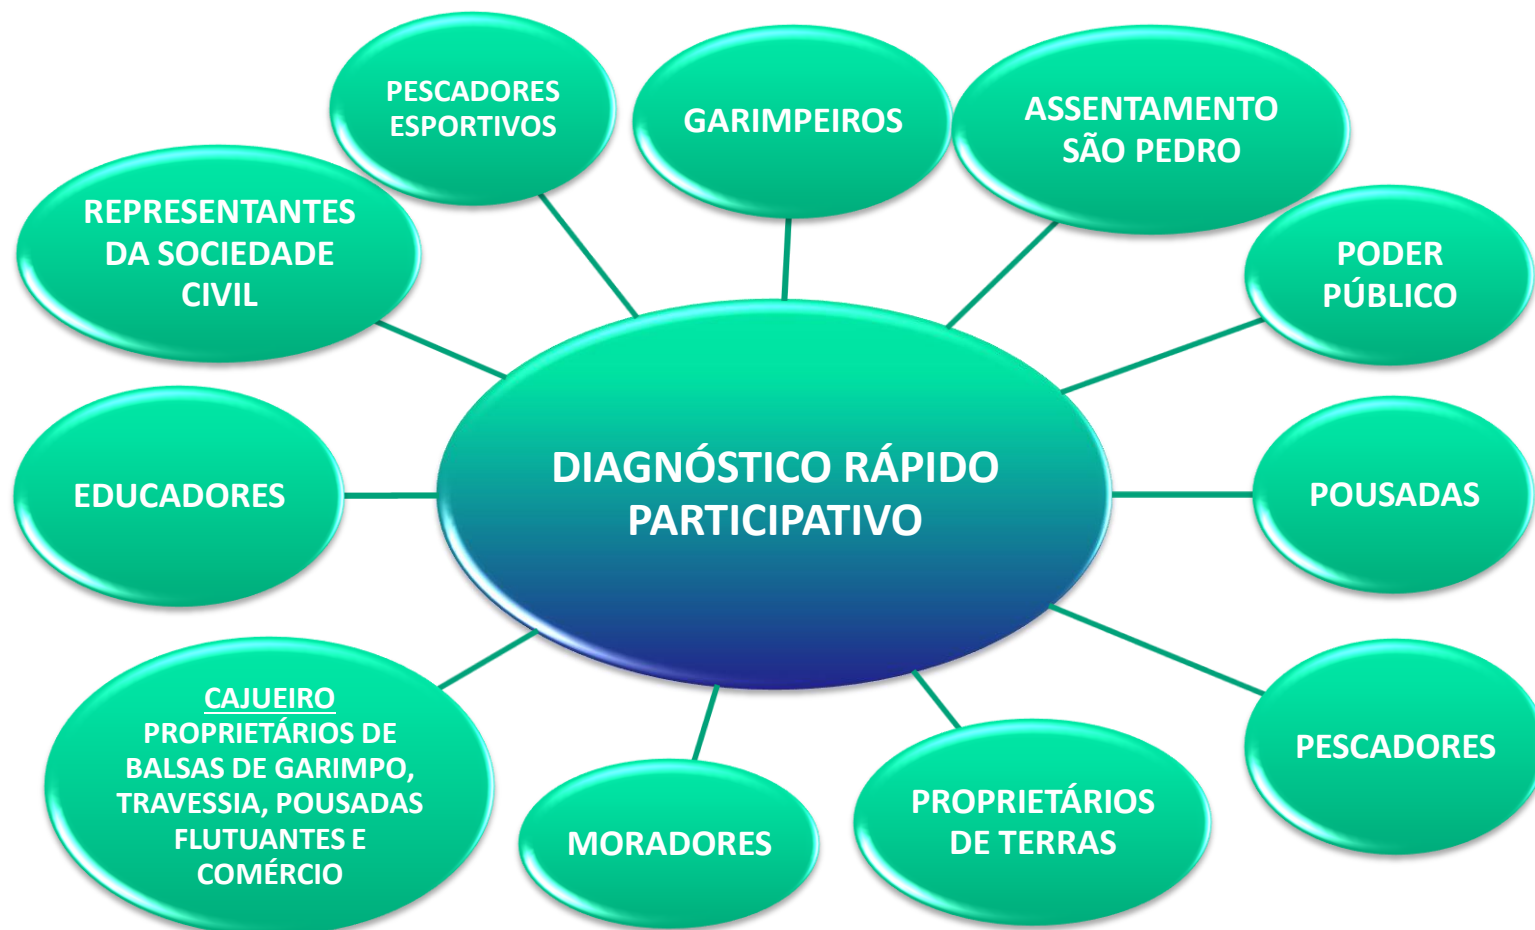 PESCADORES
ESPORTIVOS
GARIMPEIROS
ASSENTAMENTO
SÃO PEDRO
REPRESENTANTES
DA SOCIEDADE
CIVIL
PODER
PÚBLICO
EDUCADORES
DIAGNÓSTICO RÁPIDO
PARTICIPATIVO
POUSADAS
CAJUEIRO
PROPRIETÁRIOS DE
BALSAS DE GARIMPO,
TRAVESSIA, POUSADAS
FLUTUANTES E
COMÉRCIO
MORADORES
PROPRIETÁRIOS
DE TERRAS
PESCADORES